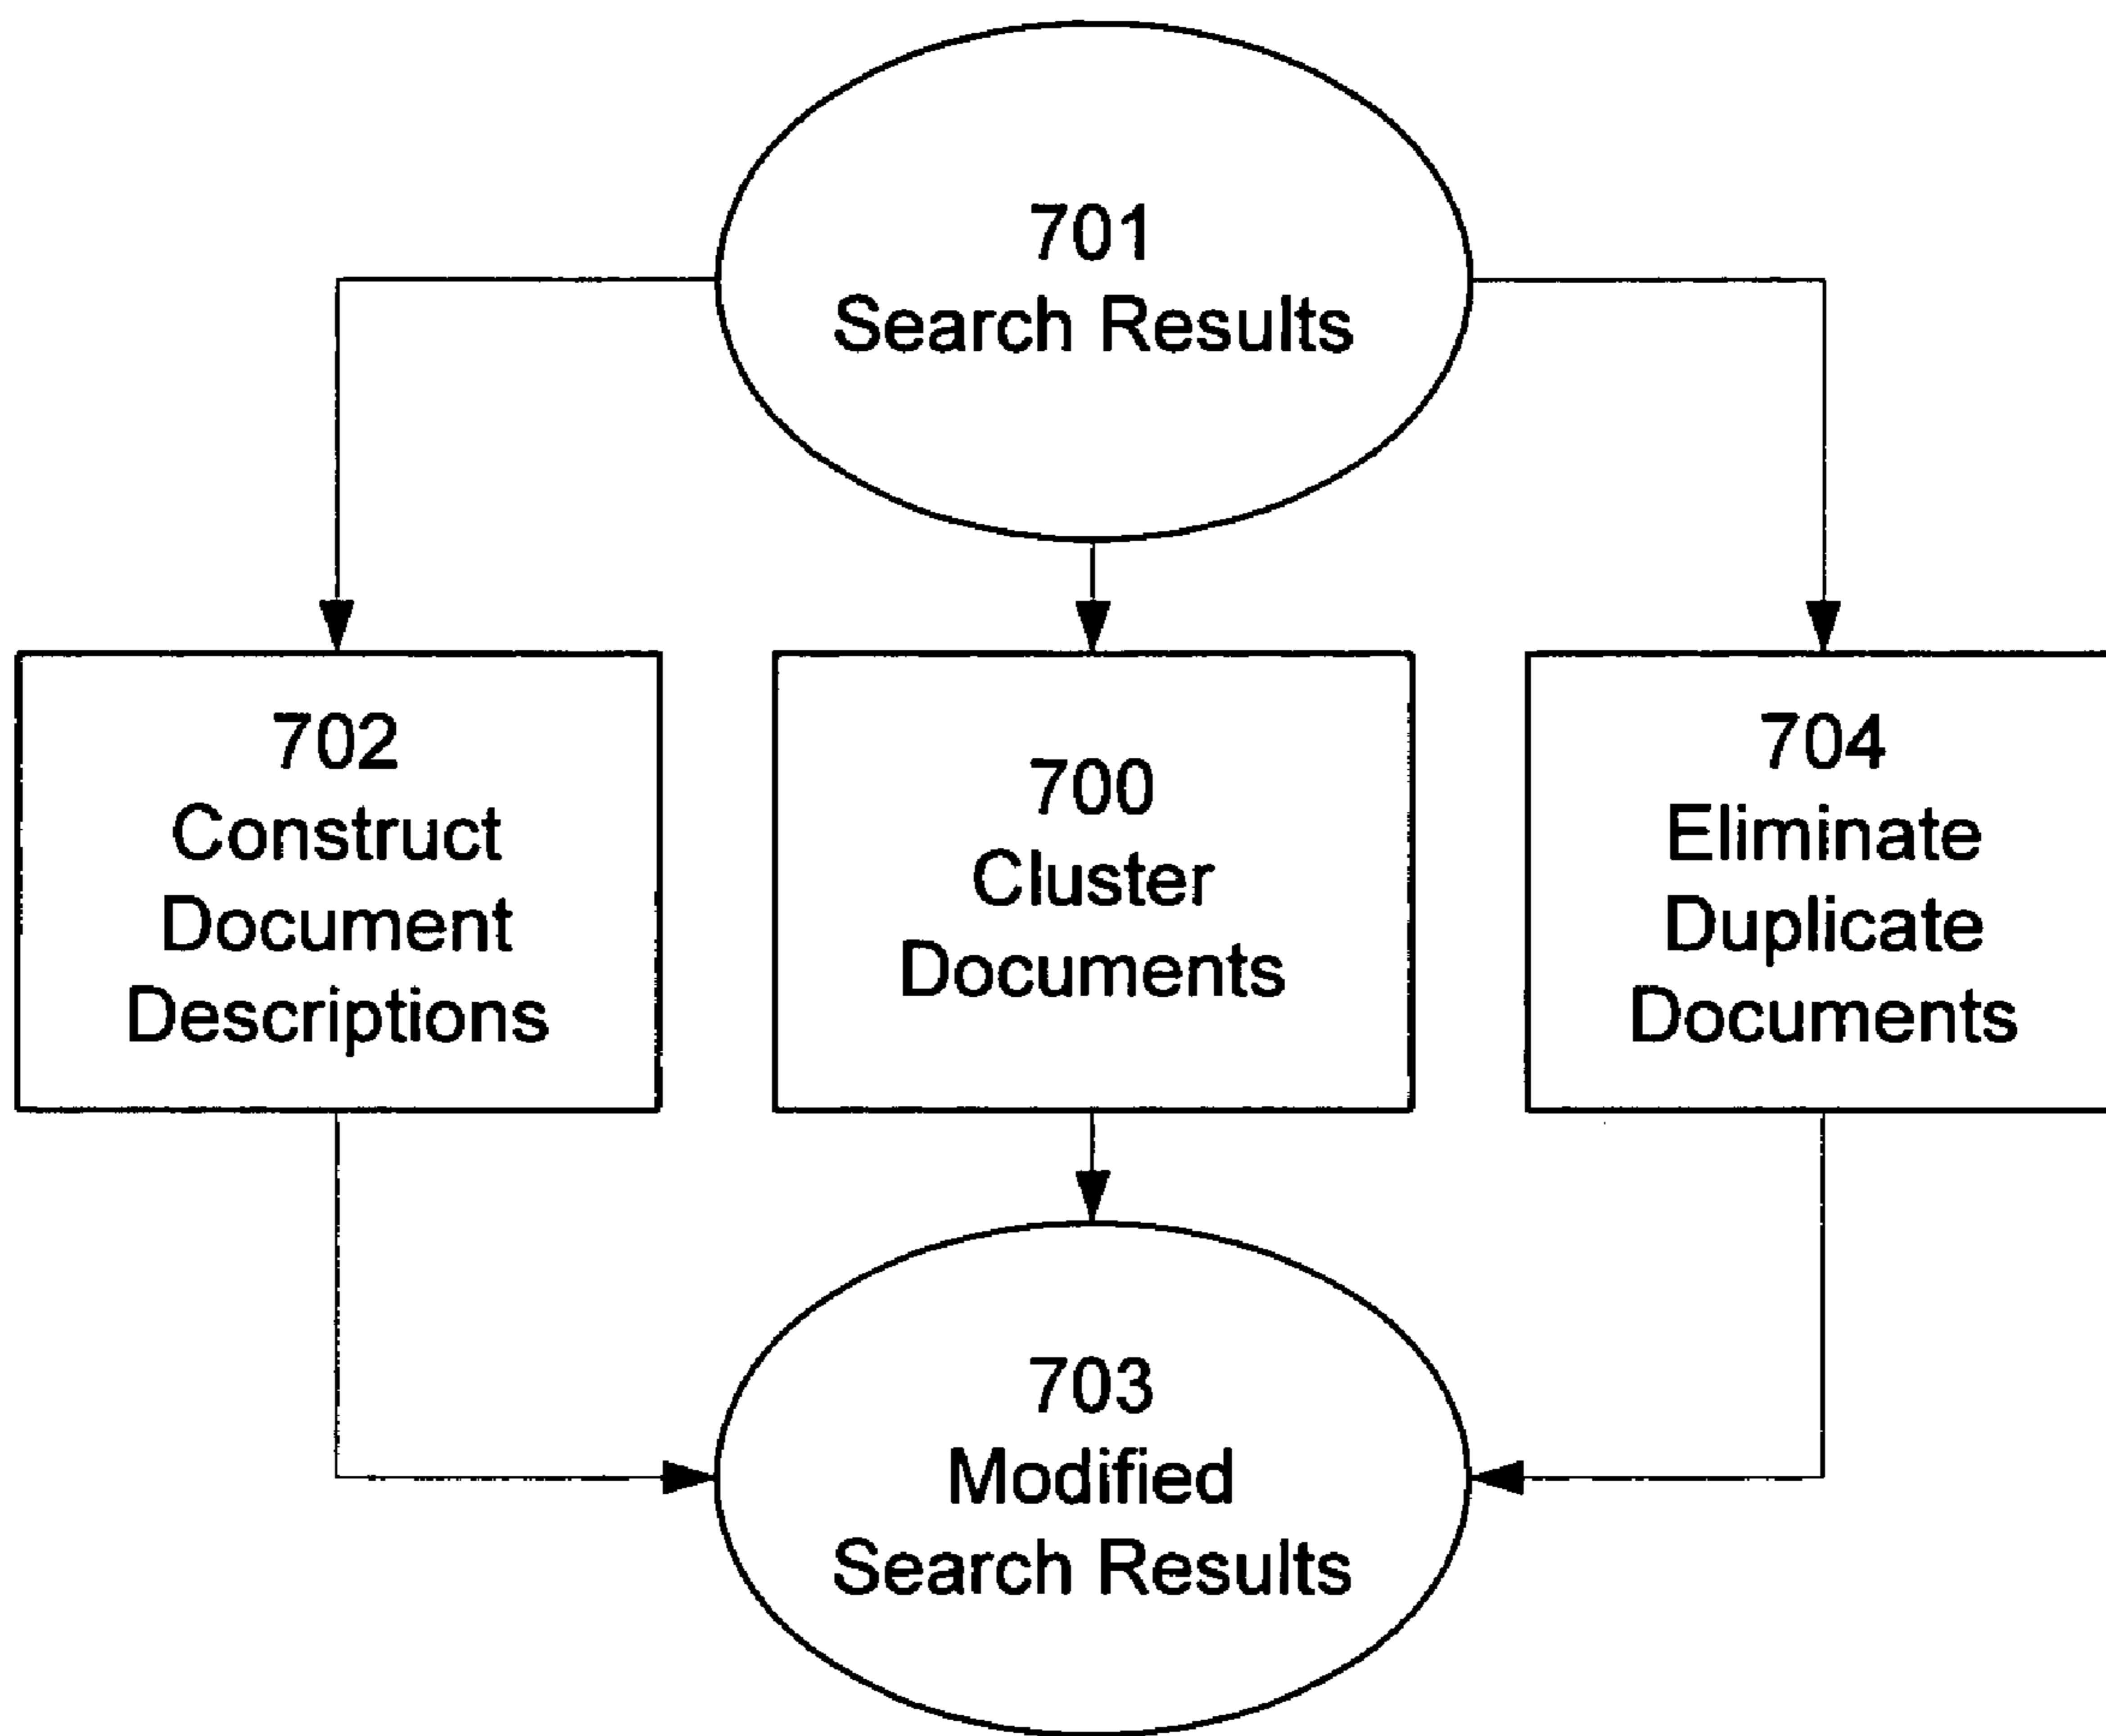 701
Search Results
702
Construct
Document
Descriptions
700
Cluster
Documents
704
Eliminate
Duplicate
Documents
703
Modified
Search Results